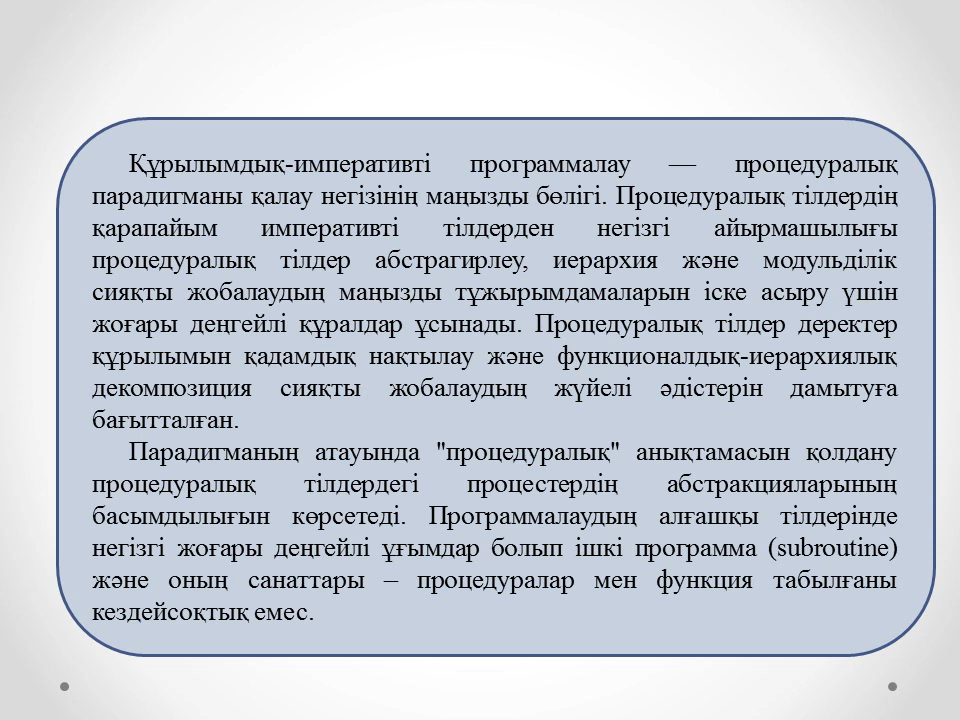 Құрылымдық-императивті программалау — процедуралық
парадигманы қалау негізінің маңызды бөлігі. Процедуралық тілдердің
қарапайым императивті тілдерден негізгі айырмашылығы
процедуралық тілдер абстрагирлеу, иерархия және модульділік
сияқты жобалаудың маңызды тұжырымдамаларын іске асыру үшін
жоғары деңгейлі құралдар ұсынады. Процедуралық тілдер деректер
құрылымын қадамдық нақтылау және функционалдық-иерархиялық
декомпозиция сияқты жобалаудың жүйелі әдістерін дамытуға
бағытталған.
Парадигманың атауында "процедуралық" анықтамасын қолдану
процедуралық тілдердегі процестердің абстракцияларының
басымдылығын көрсетеді. Программалаудың алғашқы тілдерінде
негізгі жоғары деңгейлі ұғымдар болып ішкі программа (subroutine)
және оның санаттары – процедуралар мен функция табылғаны
кездейсоқтық емес.